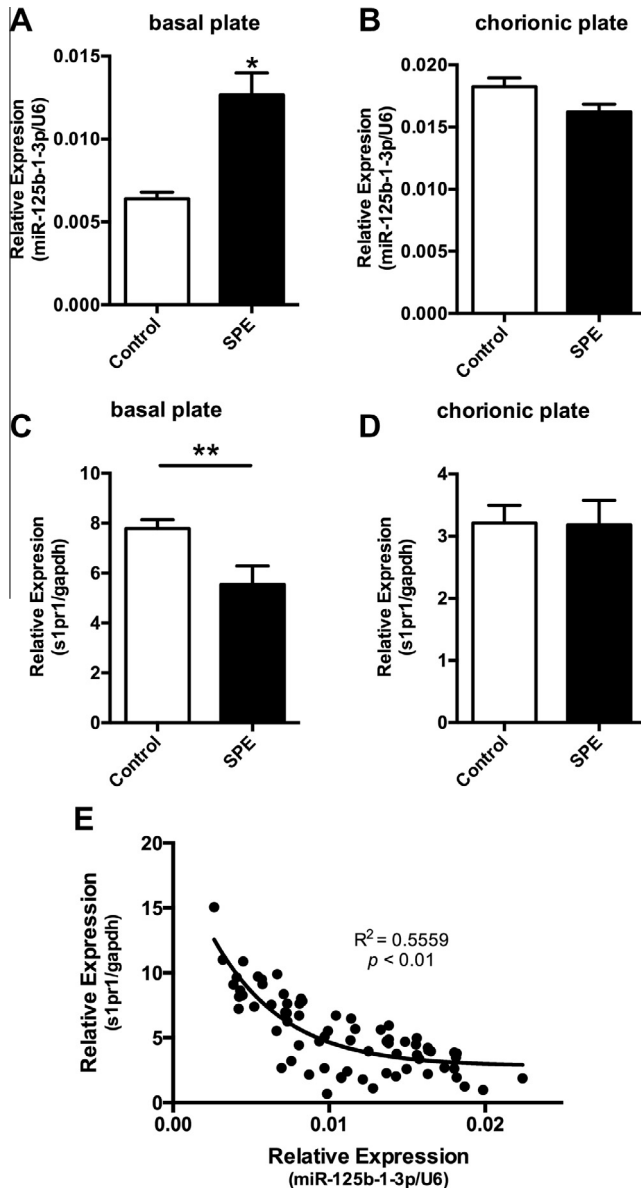 A
basal plate
0.015
0.010
0.005
0.000
Relative Expression
(miR-125b-1-3p/U6)
*
Control
SPE
B
chorionic plate
0.020
0.015
0.010
0.005
0.000
Relative Expression
(miR-125b-1-3p/U6)
Control
SPE
C
basal plate
10
8
6
4
2
0
Relative Expression
(s1pr1/gapdh)
**
Control
SPE
D
chorionic plate
4
3
2
1
0
Relative Expression
(s1pr1/gapdh)
Control
SPE
E
20
15
10
5
0
Relative Expression
(s1pr1/gapdh)
R² = 0.5559
p < 0.01
0.00
0.01
0.02
Relative Expression
(miR-125b-1-3p/U6)